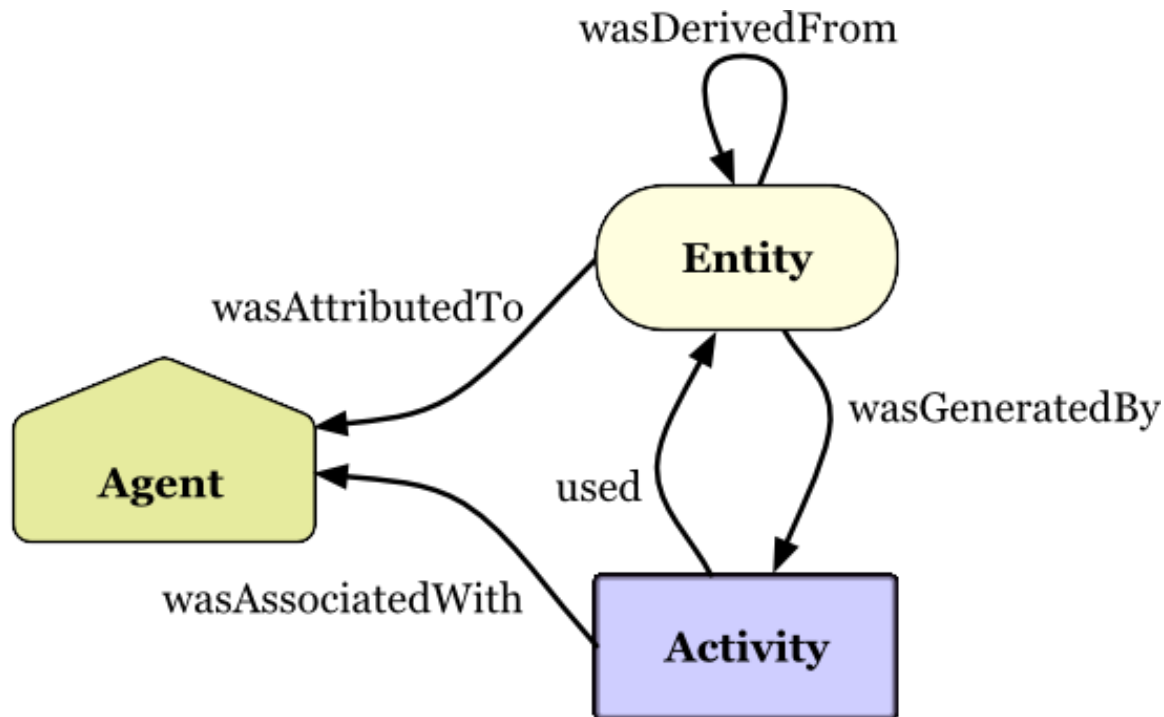 wasDerivedFrom
Entity
wasAttributedTo
wasGeneratedBy
Agent
used
wasAssociatedWith
Activity